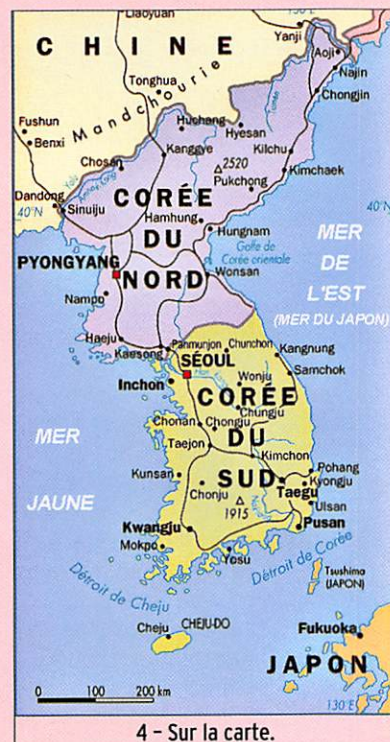 130°E
Liaoyuan
Yanji
CHINE
Mandchourie
Aoji
Najin
Tonghua
Chongjin
Fushun
Benxi
Huchang
Hyesan
Kanggye
Kilchu
Chosan
2520
Kimchaek
Pukchong
Dandong
40°N
Sinuiju
CORÉE
40°N
Hamhung
DU
Hungnam
MER
PYONGYANG
Golfe de
Corée orientale
DE
NORD
Wonsan
L'EST
Nampo
(MER DU JAPON)
Haeju
Kaesong
Panmunjon
Chunchon
Kangnung
SÉOUL
Samchok
Inchon
Wonju
CORÉE
Chungju
Chonan
Chongju
DU
MER
Taejon
Kimchon
Pohang
Kunsan
SUD
Kyongju
JAUNE
Chonju
Taegu
1915
Ulsan
Kwangju
Pusan
Mokpo
Yosu
Détroit de Corée
Détroit de Cheju
Tsushima
(JAPON)
Cheju
CHEJU-DO
Fukuoka
JAPON
0 100 200 km
130°E
4 – Sur la carte.